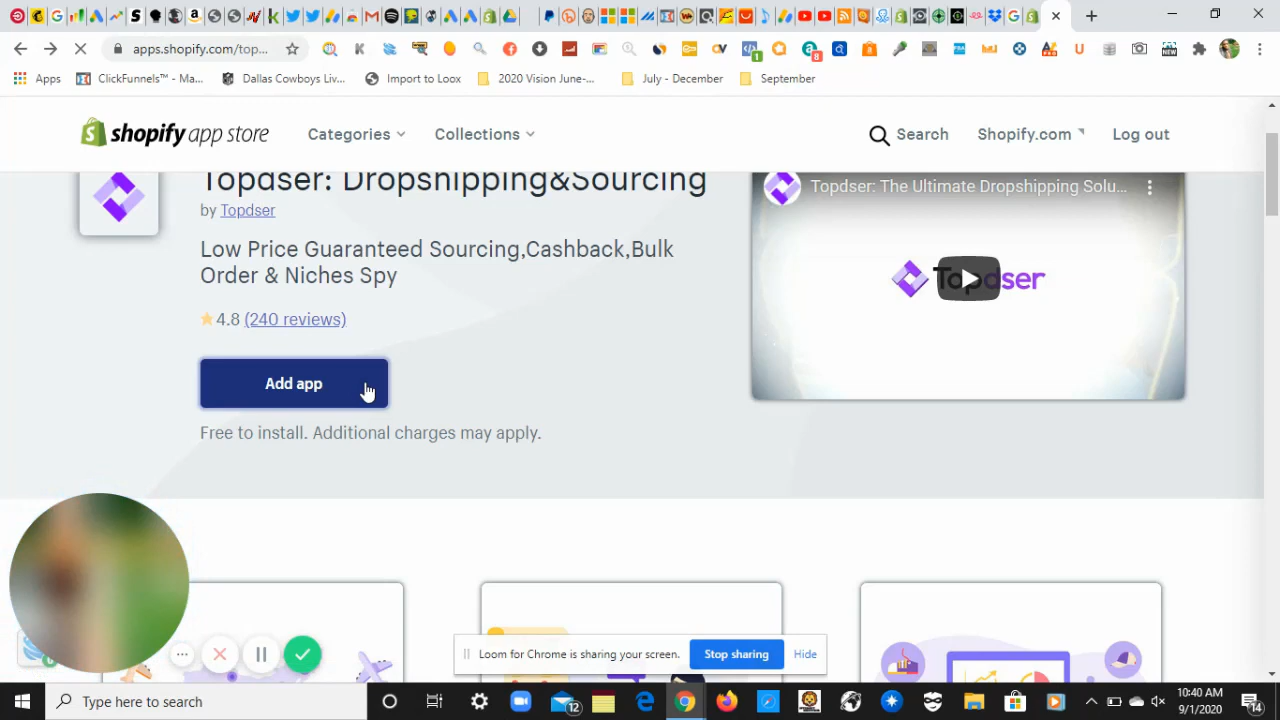 apps.shopify.com/top...
Apps
ClickFunnels™ - Ma...
Dallas Cowboys Liv...
Import to Loox
2020 Vision June-...
July - December
September
shopify app store
Categories
Collections
Search
Shopify.com
Log out
Topdser: Dropshipping&Sourcing
by Topdser
Low Price Guaranteed Sourcing,Cashback,Bulk
Order & Niches Spy
4.8 (240 reviews)
Add app
Free to install. Additional charges may apply.
Topdser: The Ultimate Dropshipping Solu...
Topdser
Loom for Chrome is sharing your screen.
Stop sharing
Hide
Type here to search
12
10:40 AM
9/1/2020
14